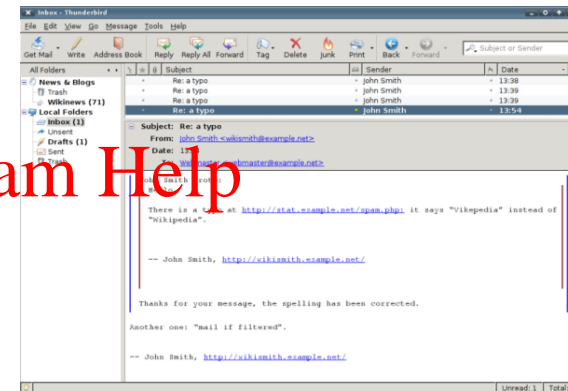 Inbox - Thunderbird
File Edit View Go Message Tools Help
Get Mail Write Address Book Reply Reply All Forward Tag Delete Junk Print Back Forward Subject or Sender
All Folders Subject Sender Date
News & Blogs
Trash
Wikinews (71)
Local Folders
Inbox (1)
Unsent
Drafts (1)
Sent
Trash
Re: a typo John Smith 13:38
Re: a typo John Smith 13:39
Re: a typo John Smith 13:39
Re: a typo John Smith 13:54
Subject: Re: a typo
From: John Smith <wikismith@example.net>
Date:
am Help
There is a typo at http://stat.example.net/spam.php: it says "Vikepedia" instead of
"Wikipedia".
-- John Smith, http://wikismith.example.net/
Thanks for your message, the spelling has been corrected.
Another one: "mail if filtered".
-- John Smith, http://wikismith.example.net/
Unread: 1 Total: